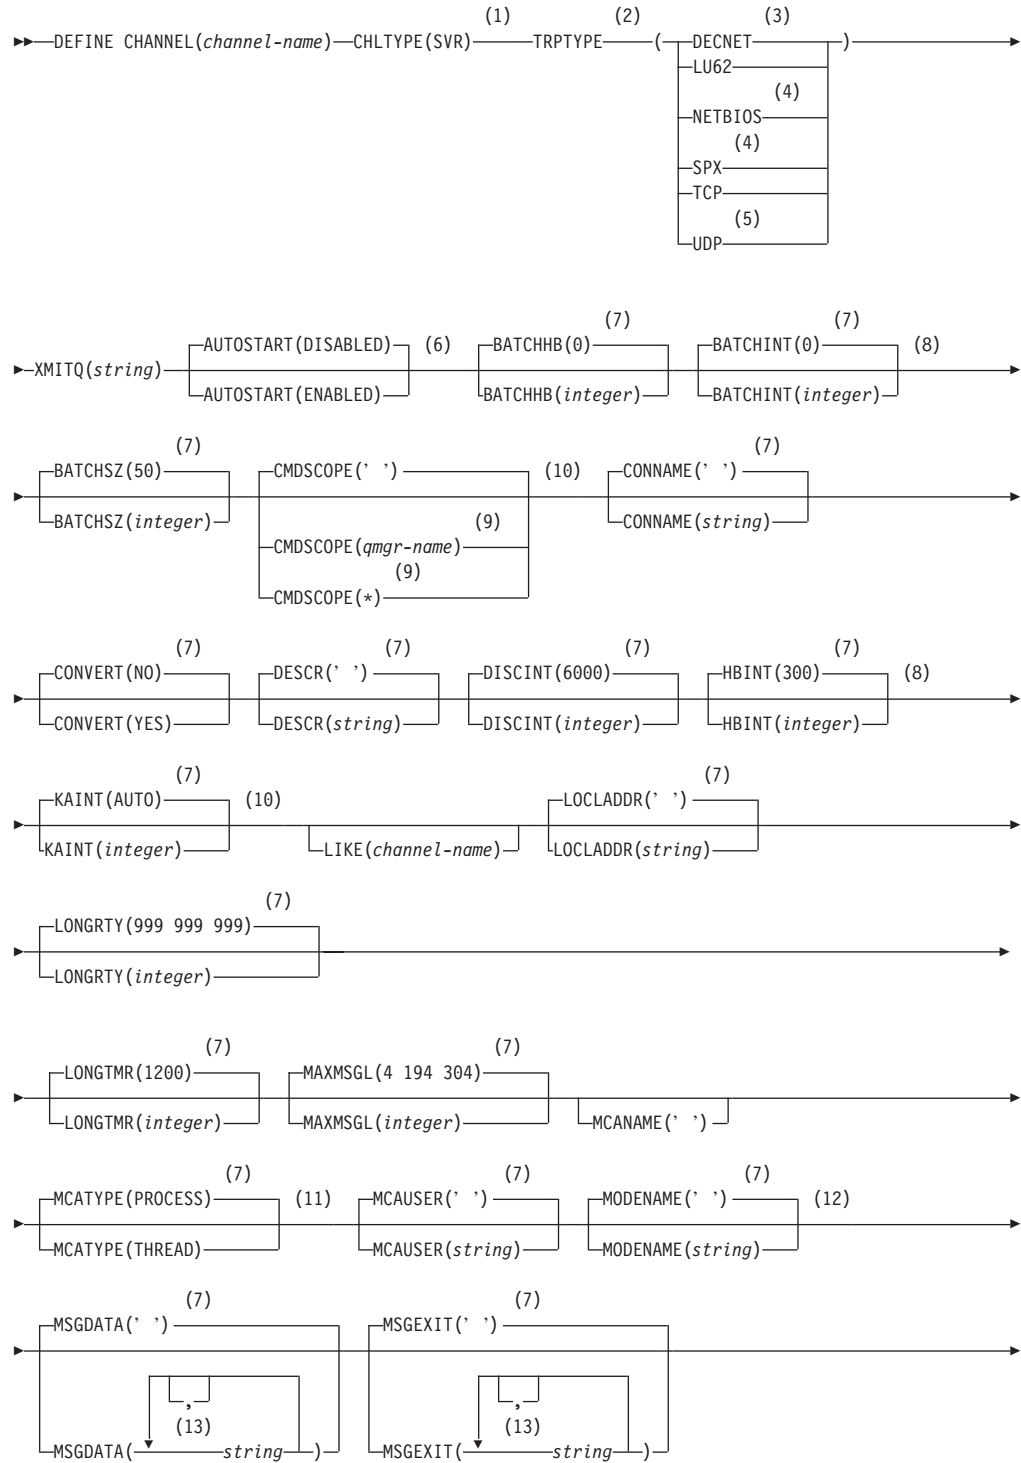 (1) (2) (3)
DEFINE CHANNEL(channel-name) CHLTYPE(SVR) TRPTYPE ( DECNET )
LU62
(4)
NETBIOS
(4)
SPX
TCP
(5)
UDP
(7) (7)
XMITQ(string) AUTOSTART(DISABLED) (6) BATCHHB(0) BATCHINT(0) (8)
AUTOSTART(ENABLED) BATCHHB(integer) BATCHINT(integer)
(7) (7)
BATCHSZ(50) CMDSCOPE(’ ’) (10) CONNAME(’ ’)
BATCHSZ(integer) (9) CONNAME(string)
CMDSCOPE(qmgr-name)
(9)
CMDSCOPE(*)
(7) (7) (7) (7)
CONVERT(NO) DESCR(’ ’) DISCINT(6000) HBINT(300) (8)
CONVERT(YES) DESCR(string) DISCINT(integer) HBINT(integer)
(7) (7)
KAINT(AUTO) (10) LOCLADDR(’ ’)
KAINT(integer) LIKE(channel-name) LOCLADDR(string)
(7)
LONGRTY(999 999 999)
LONGRTY(integer)
(7) (7)
LONGTMR(1200) MAXMSGL(4 194 304)
LONGTMR(integer) MAXMSGL(integer) MCANAME(’ ’)
(7) (7) (7)
MCATYPE(PROCESS) (11) MCAUSER(’ ’) MODENAME(’ ’) (12)
MCATYPE(THREAD) MCAUSER(string) MODENAME(string)
(7) (7)
MSGDATA(’ ’) MSGEXIT(’ ’)
, ,
(13) (13)
MSGDATA( string ) MSGEXIT( string )